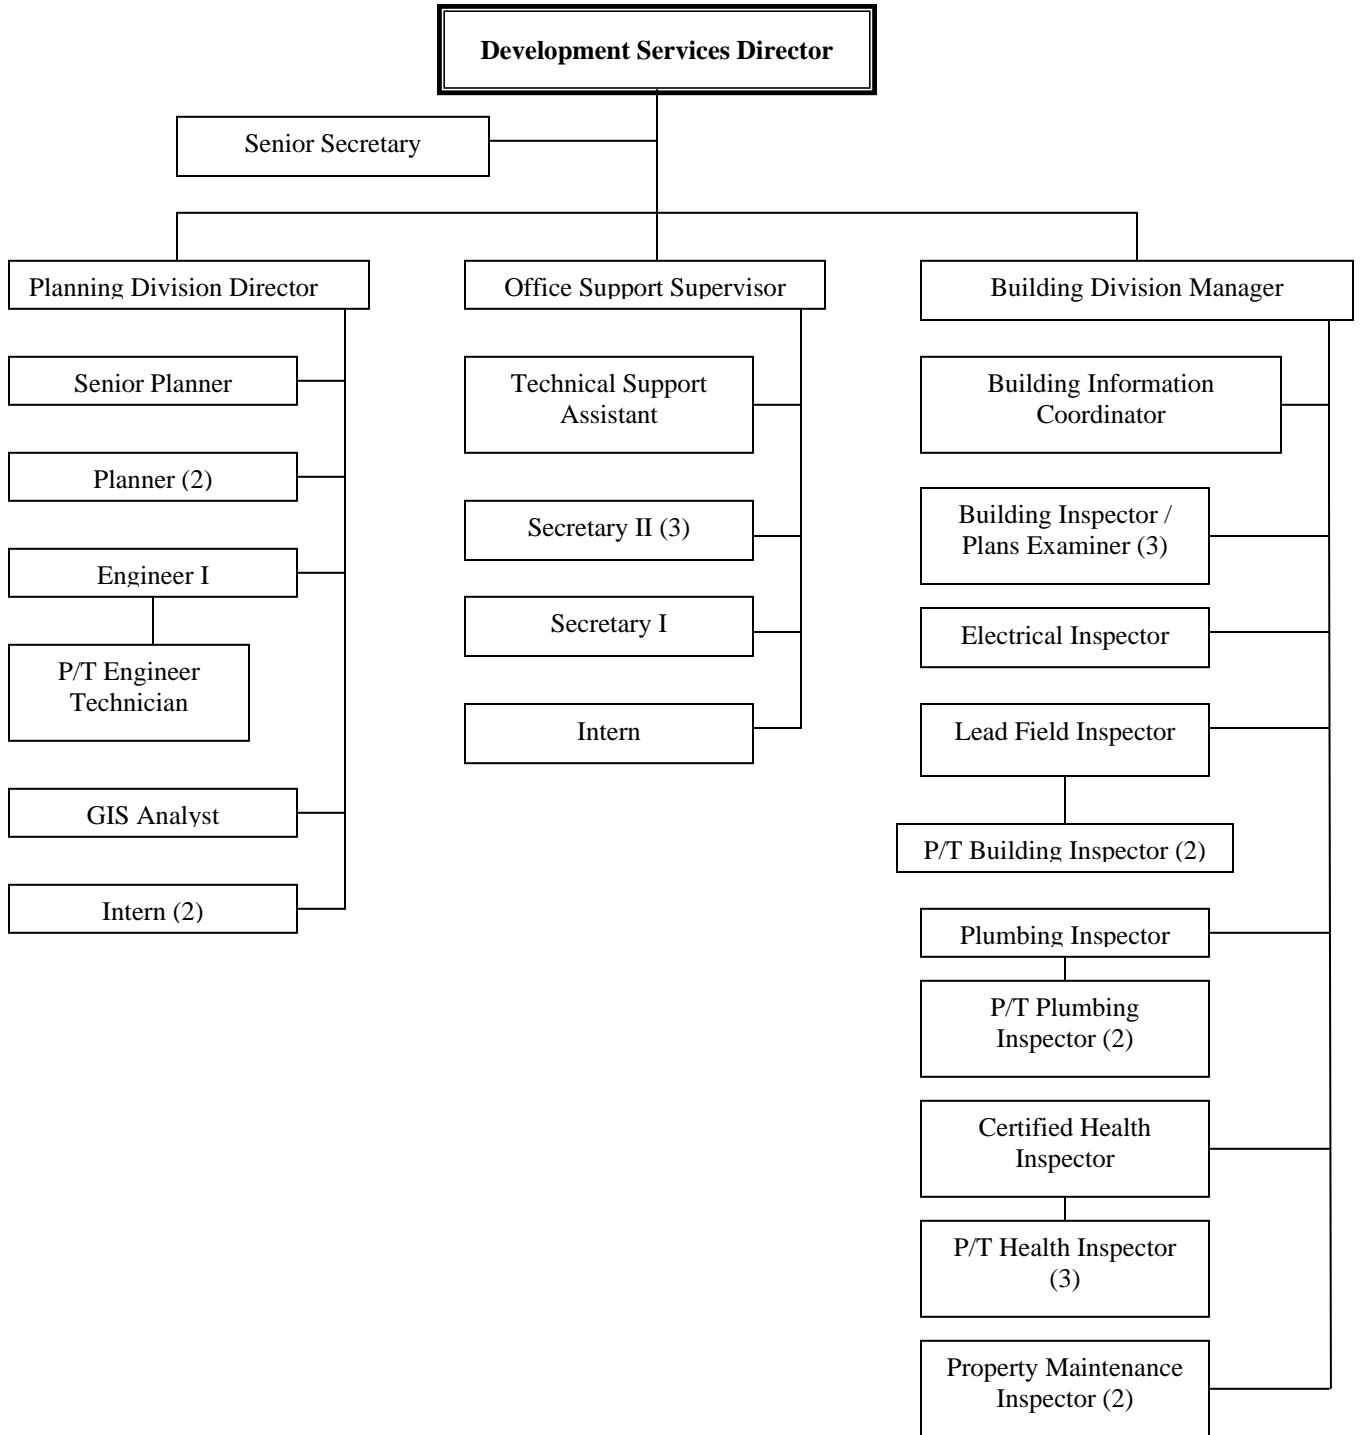 Development Services Director
Senior Secretary
Planning Division Director
Senior Planner
Planner (2)
Engineer I
P/T Engineer
Technician
GIS Analyst
Intern (2)
Office Support Supervisor
Technical Support
Assistant
Secretary II (3)
Secretary I
Intern
Building Division Manager
Building Information
Coordinator
Building Inspector /
Plans Examiner (3)
Electrical Inspector
Lead Field Inspector
P/T Building Inspector (2)
Plumbing Inspector
P/T Plumbing
Inspector (2)
Certified Health
Inspector
P/T Health Inspector
(3)
Property Maintenance
Inspector (2)